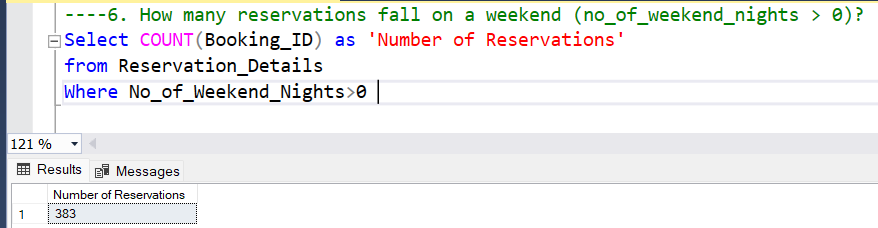 ----6. How many reservations fall on a weekend (no_of_weekend_nights > 0)?
Select COUNT(Booking_ID) as 'Number of Reservations'
from Reservation_Details
Where No_of_Weekend_Nights>0
121 %
Results Messages
Number of Reservations
1 383